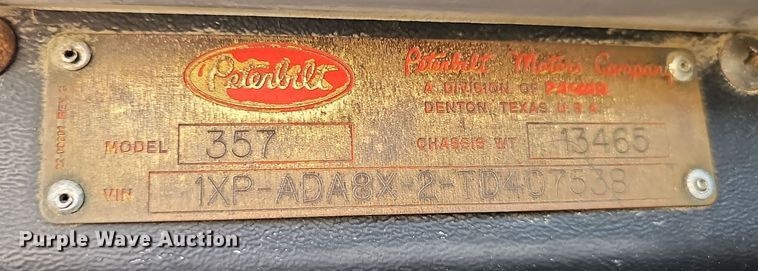 Peterbilt
Peterbilt Motors Company
A DIVISION OF PACCAR
DENTON, TEXAS U.S.A.
MODEL 357 CHASSIS WT 13465
VIN 1XP-ADA8X-2-TD407538
Purple Wave Auction